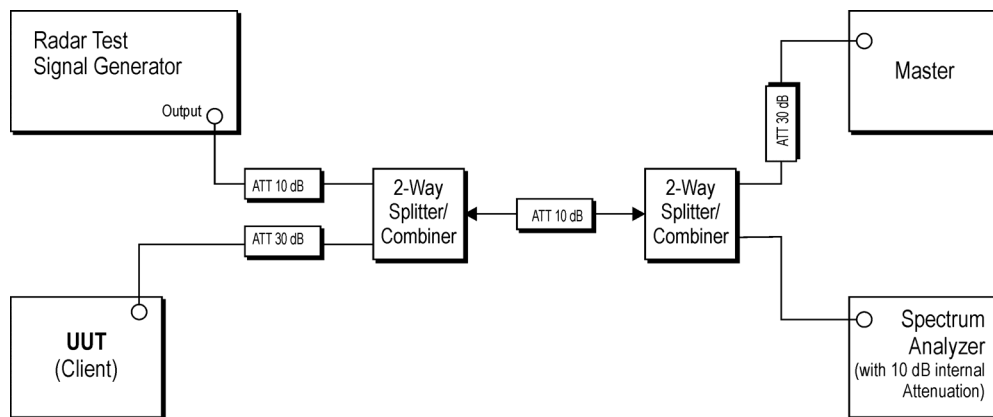 Radar Test
Signal Generator
Output
ATT 10 dB
ATT 30 dB
UUT
(Client)
2-Way
Splitter/
Combiner
ATT 10 dB
2-Way
Splitter/
Combiner
ATT 30 dB
Master
Spectrum
Analyzer
(with 10 dB internal
Attenuation)